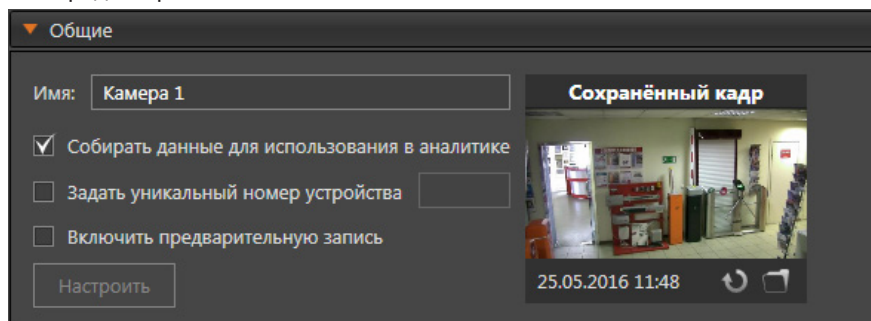 Общие
Имя: Камера 1
Сохранённый кадр
Собирать данные для использования в аналитике
Задать уникальный номер устройства
Включить предварительную запись
Настроить
25.05.2016 11:48